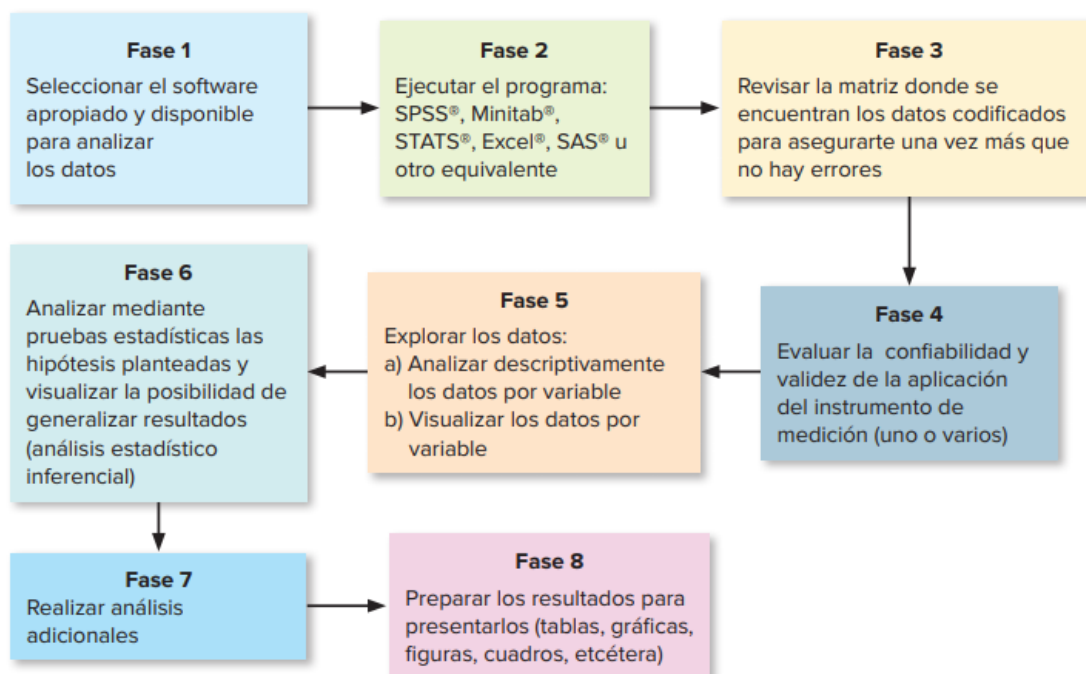 Fase 1
Seleccionar el software
apropiado y disponible
para analizar
los datos
Fase 2
Ejecutar el programa:
SPSS®, Minitab®,
STATS®, Excel®, SAS® u
otro equivalente
Fase 3
Revisar la matriz donde se
encuentran los datos codificados
para asegurarte una vez más que
no hay errores
Fase 4
Evaluar la confiabilidad y
validez de la aplicación
del instrumento de
medición (uno o varios)
Fase 5
Explorar los datos:
a) Analizar descriptivamente
los datos por variable
b) Visualizar los datos por
variable
Fase 6
Analizar mediante
pruebas estadísticas las
hipótesis planteadas y
visualizar la posibilidad de
generalizar resultados
(análisis estadístico
inferencial)
Fase 7
Realizar análisis
adicionales
Fase 8
Preparar los resultados para
presentarlos (tablas, gráficas,
figuras, cuadros, etcétera)